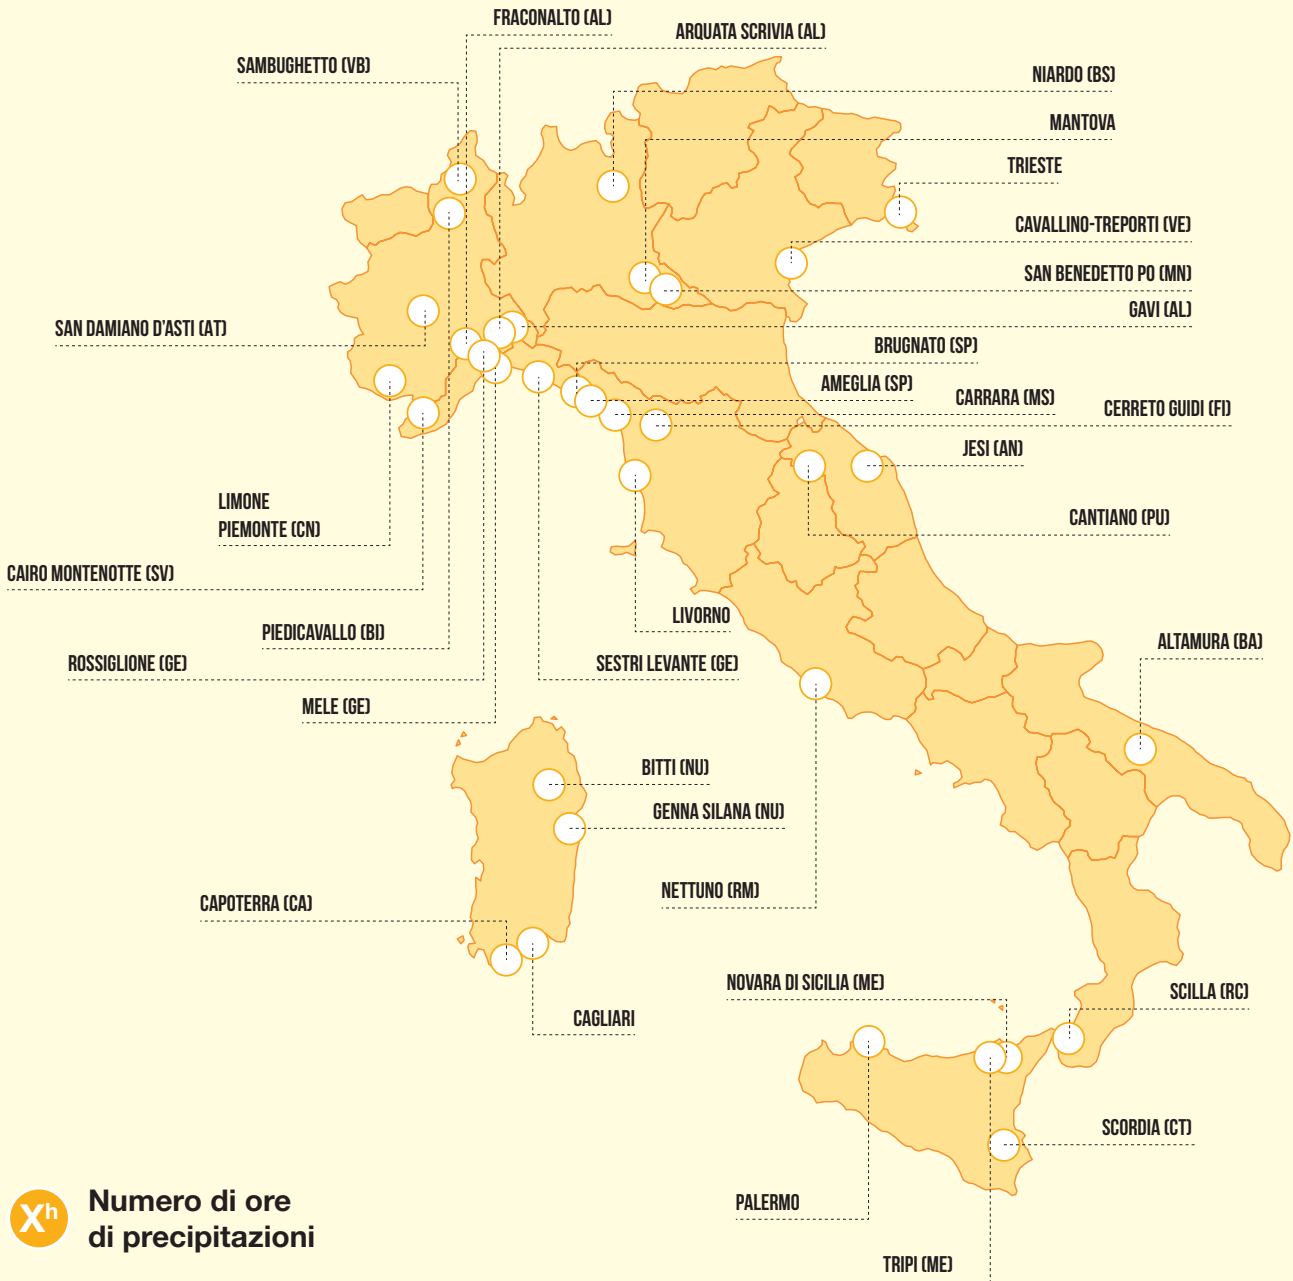 FRACONALTO (AL)
ARQUATA SCRIVIA (AL)
SAMBUGHETTO (VB)
NIARDO (BS)
MANTOVA
TRIESTE
CAVALLINO-TREPORTI (VE)
SAN BENEDETTO PO (MN)
GAVI (AL)
SAN DAMIANO D'ASTI (AT)
BRUGNATO (SP)
AMEGLIA (SP)
CARRARA (MS)
CERRETO GUIDI (FI)
JESI (AN)
LIMONE
PIEMONTE (CN)
CANTIANO (PU)
CAIRO MONTENOTTE (SV)
LIVORNO
PIEDICAVALLO (BI)
ALTAMURA (BA)
ROSSIGLIONE (GE)
SESTRI LEVANTE (GE)
MELE (GE)
BITTI (NU)
GENNA SILANA (NU)
NETTUNO (RM)
CAPOTERRA (CA)
NOVARA DI SICILIA (ME)
SCILLA (RC)
CAGLIARI
SCORDIA (CT)
PALERMO
Xh
Numero di ore
di precipitazioni
TRIPI (ME)